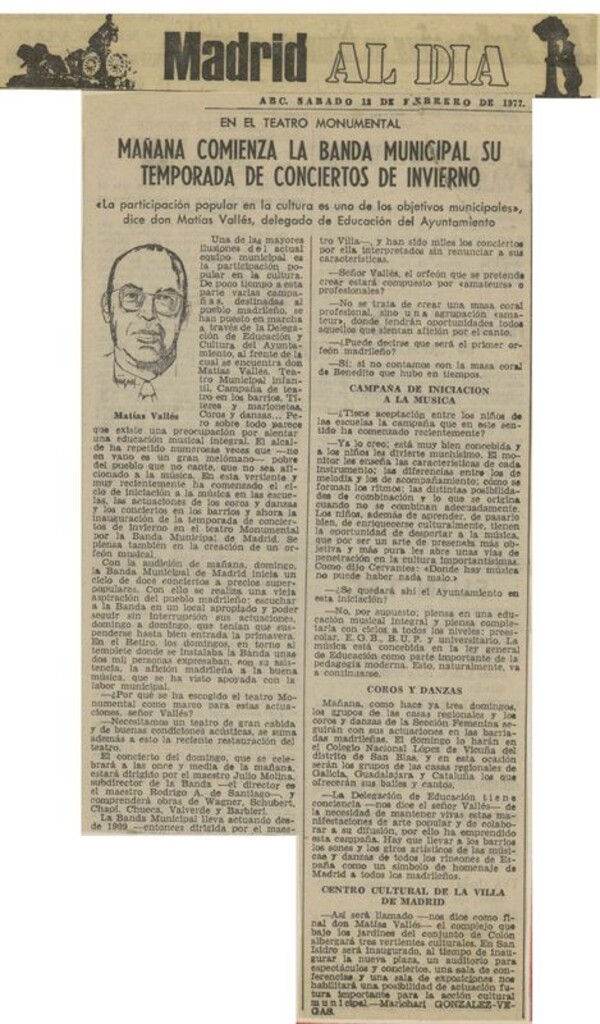 Madrid AL DIA
ABC. SABADO 12 DE FEBRERO DE 1977.
EN EL TEATRO MONUMENTAL
MAÑANA COMIENZA LA BANDA MUNICIPAL SU
TEMPORADA DE CONCIERTOS DE INVIERNO
«La participación popular en la cultura es uno de los objetivos municipales»,
dice don Matías Vallés, delegado de Educación del Ayuntamiento
Una de las mayores
ilusiones del actual
equipo municipal es
la participación po-
pular en la cultura.
De poco tiempo a esta
parte varias campa-
ñas, destinadas al
pueblo madrileño, se
han puesto en marcha
a través de la Delega-
ción de Educación y
Cultura del Ayunta-
miento, al frente de la
cual se encuentra don
Matías Vallés. Tea-
tro Municipal infan-
til, Campaña de tea-
tro en los barrios, Tí-
teres y marionetas,
Coros y danzas... Pe-
ro sobre todo parece
Matías Vallés
que existe una preocupación por alentar
una educación musical integral. El alcal-
de ha repetido numerosas veces que —no
en vano es un gran melómano— pobre
del pueblo que no cante, que no sea afi-
cionado a la música. En esta vertiente y
muy recientemente ha comenzado el ci-
clo de iniciación a la música en las escue-
las, las actuaciones de los coros y danzas
y los conciertos en los barrios y ahora la
inauguración de la temporada de concier-
tos de invierno en el teatro Monumental
por la Banda Municipal de Madrid. Se
piensa también en la creación de un or-
feón musical.
Con la audición de mañana, domingo,
la Banda Municipal de Madrid inicia un
ciclo de doce conciertos a precios super-
populares. Con ello se realiza una vieja
aspiración del pueblo madrileño: escuchar
a la Banda en un local apropiado y poder
seguir sin interrupción sus actuaciones,
domingo a domingo, que tenían que sus-
penderse hasta bien entrada la primavera.
En el Retiro, los domingos, en torno al
templete donde se instalaba la Banda unas
dos mil personas expresaban, con su asis-
tencia, la afición madrileña a la buena
música, que se ha visto apoyada con la
labor municipal.
—¿Por qué se ha escogido el teatro Mo-
numental como marco para estas actua-
ciones, señor Vallés?
—Necesitamos un teatro de gran cabida
y de buenas condiciones acústicas, se suma
además a esto la reciente restauración del
teatro.
El concierto del domingo, que se cele-
brará a las once y media de la mañana,
estará dirigido por el maestro Julio Molina,
subdirector de la Banda —el director es
el maestro Rodrigo A. de Santiago—, y
comprenderá obras de Wagner, Schubert,
Chapí, Chueca, Valverde y Barbieri.
La Banda Municipal lleva actuando des-
de 1909 —entonces dirigida por el maes-
tro Villa—, y han sido miles los conciertos
por ella interpretados sin renunciar a sus
características.
—Señor Vallés, el orfeón que se pretende
crear estará compuesto por «amateurs» o
profesionales?
—No se trata de crear una masa coral
profesional, sino una agrupación «ama-
teur», donde tendrán oportunidades todos
aquellos que sientan afición por el canto.
—¿Puede decirse que será el primer or-
feón madrileño?
—Sí; si no contamos con la masa coral
de Benedito que hubo en tiempos.
CAMPAÑA DE INICIACION
A LA MUSICA
—¿Tiene aceptación entre los niños de
las escuelas la campaña que en este sen-
tido ha comenzado recientemente?
—Ya lo creo; está muy bien concebida y
a los niños les divierte muchísimo. El mo-
nitor les enseña las características de cada
instrumento; las diferencias entre los de
melodía y los de acompañamiento; cómo se
forman los ritmos; las distintas posibilida-
des de combinación y lo que se origina
cuando no se combinan adecuadamente.
Los niños, además de aprender, de pasarlo
bien, de enriquecerse culturalmente, tienen
la oportunidad de despertar a la música,
que por ser un arte de presencia más ob-
jetiva y más pura les abre unas vías de
penetración en la cultura importantísimas.
Como dijo Cervantes: «Donde hay música
no puede haber nada malo.»
—¿Se quedará ahí el Ayuntamiento en
esta iniciación?
—No, por supuesto; piensa en una edu-
cación musical integral y piensa comple-
tarla con ciclos a todos los niveles: prees-
colar, E. G. B., B. U. P. y universitario. La
música está concebida en la ley general
de Educación como parte importante de la
pedagogía moderna. Esto, naturalmente, va
a continuarse.
COROS Y DANZAS
Mañana, como hace ya tres domingos,
los grupos de las casas regionales y los
coros y danzas de la Sección Femenina se-
guirán con sus actuaciones en las barria-
das madrileñas. El domingo lo harán en
el Colegio Nacional López de Vicuña del
distrito de San Blas, y en esta ocasión
serán los grupos de las casas regionales de
Galicia, Guadalajara y Cataluña los que
ofrecerán sus bailes y cantos.
—La Delegación de Educación tiene
conciencia —nos dice el señor Vallés— de
la necesidad de mantener vivas estas ma-
nifestaciones de arte popular y de colabo-
rar a su difusión, por ello ha emprendido
esta campaña. Hay que llevar a los barrios
los sones y los giros artísticos de las músi-
cas y danzas de todos los rincones de Es-
paña como un símbolo de homenaje de
Madrid a todos los madrileños.
CENTRO CULTURAL DE LA VILLA
DE MADRID
—Así será llamado —nos dice como fi-
nal don Matías Vallés— el complejo que
bajo los jardines del conjunto de Colón
albergará tres vertientes culturales. En San
Isidro será inaugurado, al tiempo de inau-
gurar la nueva plaza, un auditorio para
espectáculos y conciertos, una sala de con-
ferencias y una sala de exposiciones nos
habilitará una posibilidad de actuación fu-
tura importante para la acción cultural
municipal.—Marichari GONZALEZ-VE-
GAS.